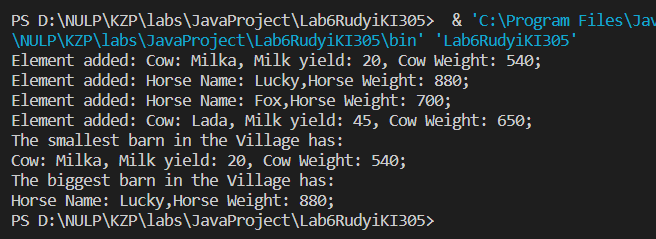 PS D:\NULP\KZP\labs\JavaProject\Lab6RudyiKI305>  & 'C:\Program Files\Jav
\NULP\KZP\labs\JavaProject\Lab6RudyiKI305\bin' 'Lab6RudyiKI305'
Element added: Cow: Milka, Milk yield: 20, Cow Weight: 540;
Element added: Horse Name: Lucky,Horse Weight: 880;
Element added: Horse Name: Fox,Horse Weight: 700;
Element added: Cow: Lada, Milk yield: 45, Cow Weight: 650;
The smallest barn in the Village has:
Cow: Milka, Milk yield: 20, Cow Weight: 540;
The biggest barn in the Village has:
Horse Name: Lucky,Horse Weight: 880;
PS D:\NULP\KZP\labs\JavaProject\Lab6RudyiKI305>